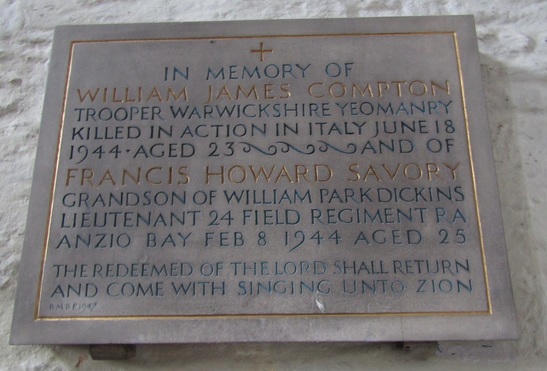 IN MEMORY OF
WILLIAM JAMES COMPTON
TROOPER WARWICKSHIRE YEOMANRY
KILLED IN ACTION IN ITALY JUNE 18
1944·AGED 23 AND OF
FRANCIS HOWARD SAVORY
GRANDSON OF WILLIAM PARK DICKINS
LIEUTENANT 24 FIELD REGIMENT R A
ANZIO BAY FEB 8 1944 AGED 25
THE REDEEMED OF THE LORD SHALL RETURN
AND COME WITH SINGING UNTO ZION